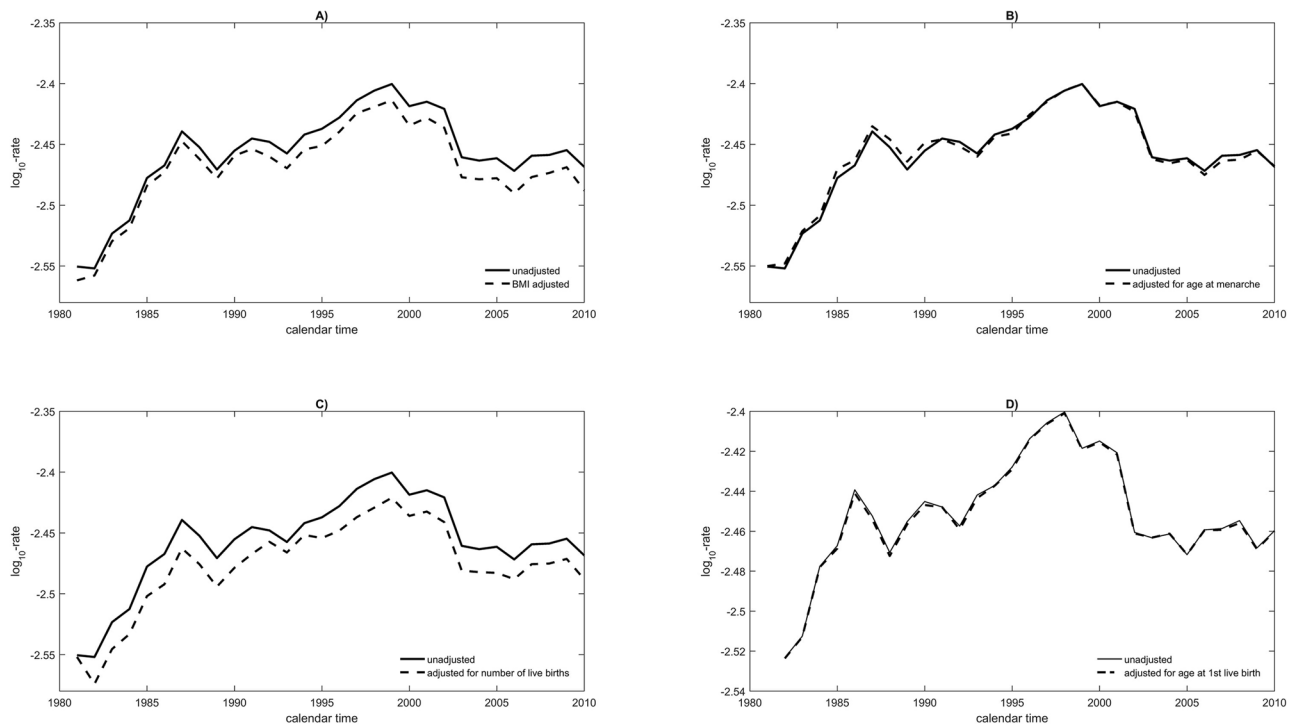 A)
-2.35
-2.4
-2.45
-2.5
-2.55
log10-rate
unadjusted
BMI adjusted
1980 1985 1990 1995 2000 2005 2010
calendar time
B)
-2.35
-2.4
-2.45
-2.5
-2.55
log10-rate
unadjusted
adjusted for age at menarche
1980 1985 1990 1995 2000 2005 2010
calendar time
C)
-2.35
-2.4
-2.45
-2.5
-2.55
log10-rate
unadjusted
adjusted for number of live births
1980 1985 1990 1995 2000 2005 2010
calendar time
D)
-2.4
-2.42
-2.44
-2.46
-2.48
-2.5
-2.52
-2.54
log10-rate
unadjusted
adjusted for age at 1st live birth
1980 1985 1990 1995 2000 2005 2010
calendar time